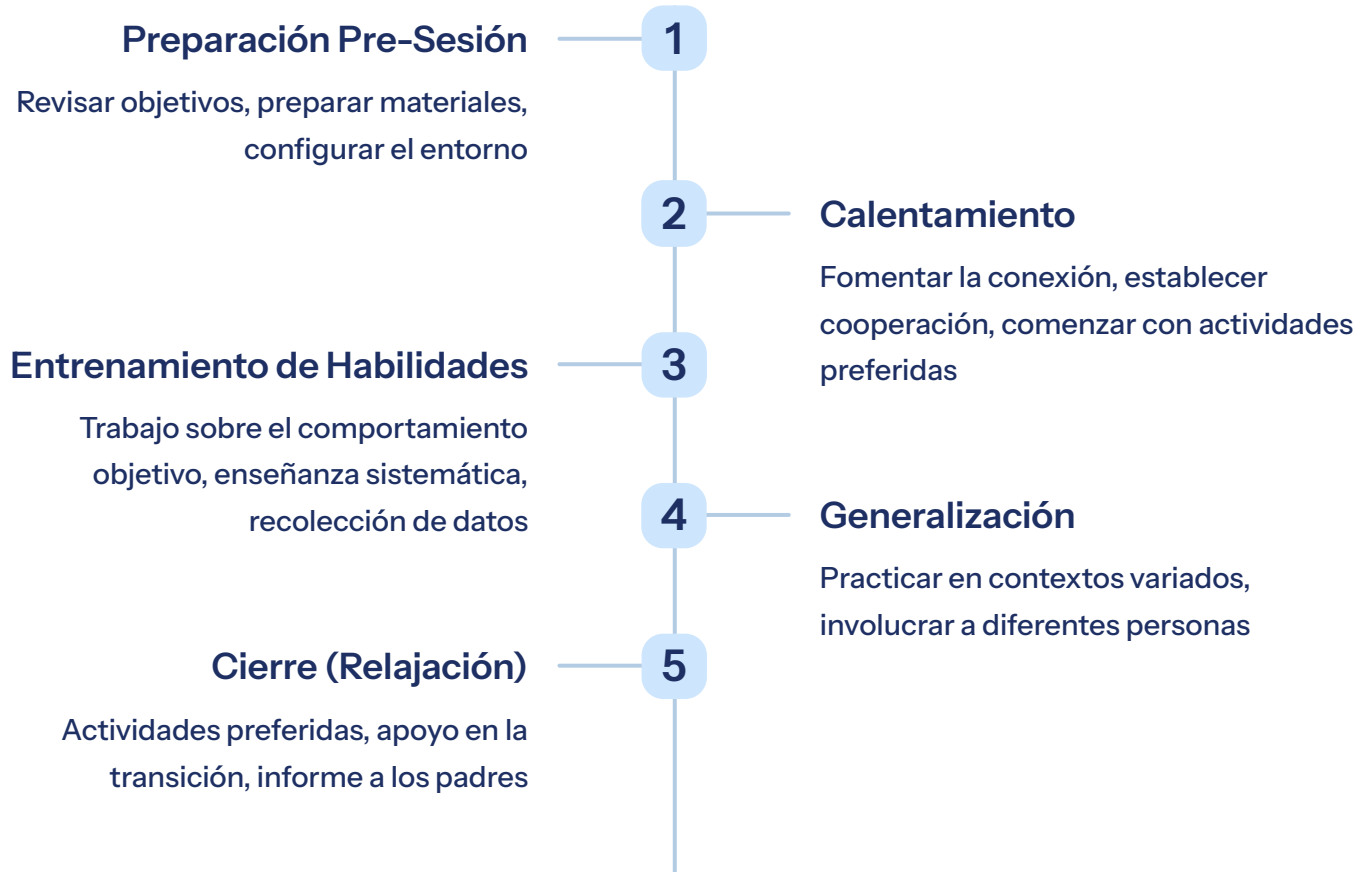 Preparación Pre-Sesión
1
Revisar objetivos, preparar materiales,
configurar el entorno
2
Calentamiento
Fomentar la conexión, establecer
cooperación, comenzar con actividades
preferidas
Entrenamiento de Habilidades
3
Trabajo sobre el comportamiento
objetivo, enseñanza sistemática,
recolección de datos
4
Generalización
Practicar en contextos variados,
involucrar a diferentes personas
Cierre (Relajación)
5
Actividades preferidas, apoyo en la
transición, informe a los padres